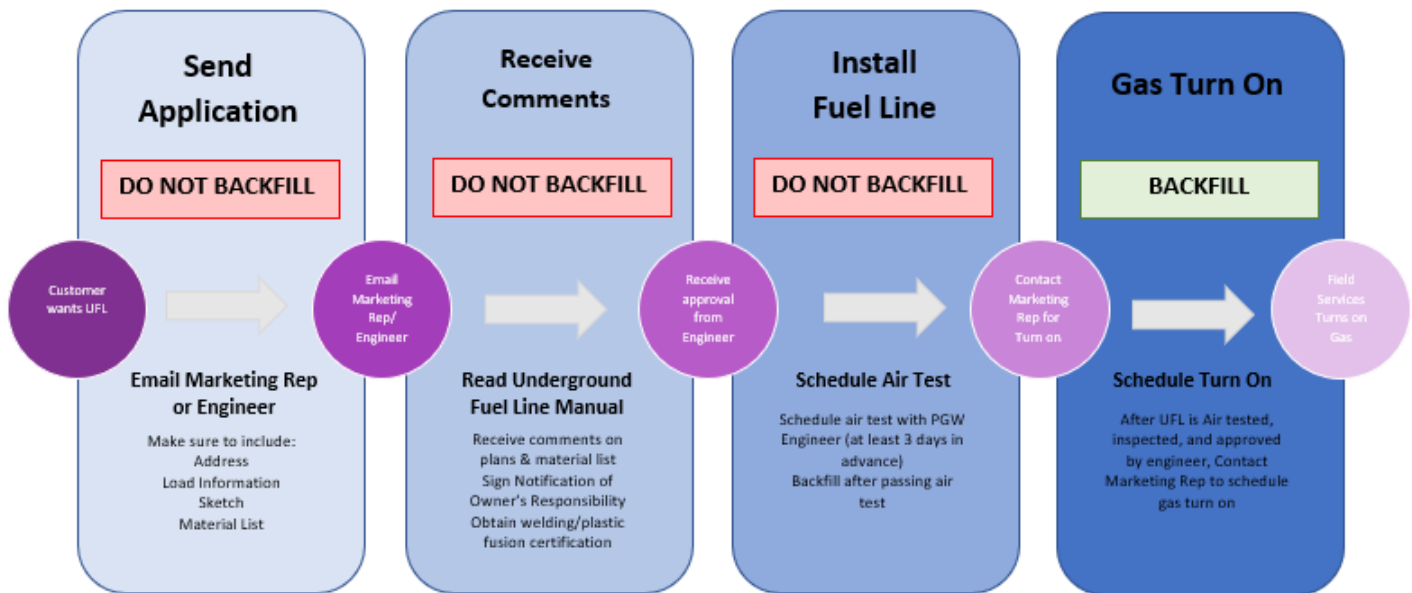 Send
Application
DO NOT BACKFILL
Customer
wants UFL
Email Marketing Rep
or Engineer
Make sure to include:
Address
Load Information
Sketch
Material List
Receive
Comments
DO NOT BACKFILL
Email
Marketing
Rep/
Engineer
Read Underground
Fuel Line Manual
Receive comments on
plans & material list
Sign Notification of
Owner's Responsibility
Obtain welding/plastic
fusion certification
Install
Fuel Line
DO NOT BACKFILL
Receive
approval
from
Engineer
Schedule Air Test
Schedule air test with PGW
Engineer (at least 3 days in
advance)
Backfill after passing air
test
Gas Turn On
BACKFILL
Contact
Marketing
Rep for
Turn on
Schedule Turn On
After UFL is Air tested,
inspected, and approved
by engineer, Contact
Marketing Rep to schedule
gas turn on
Field
Services
Turns on
Gas